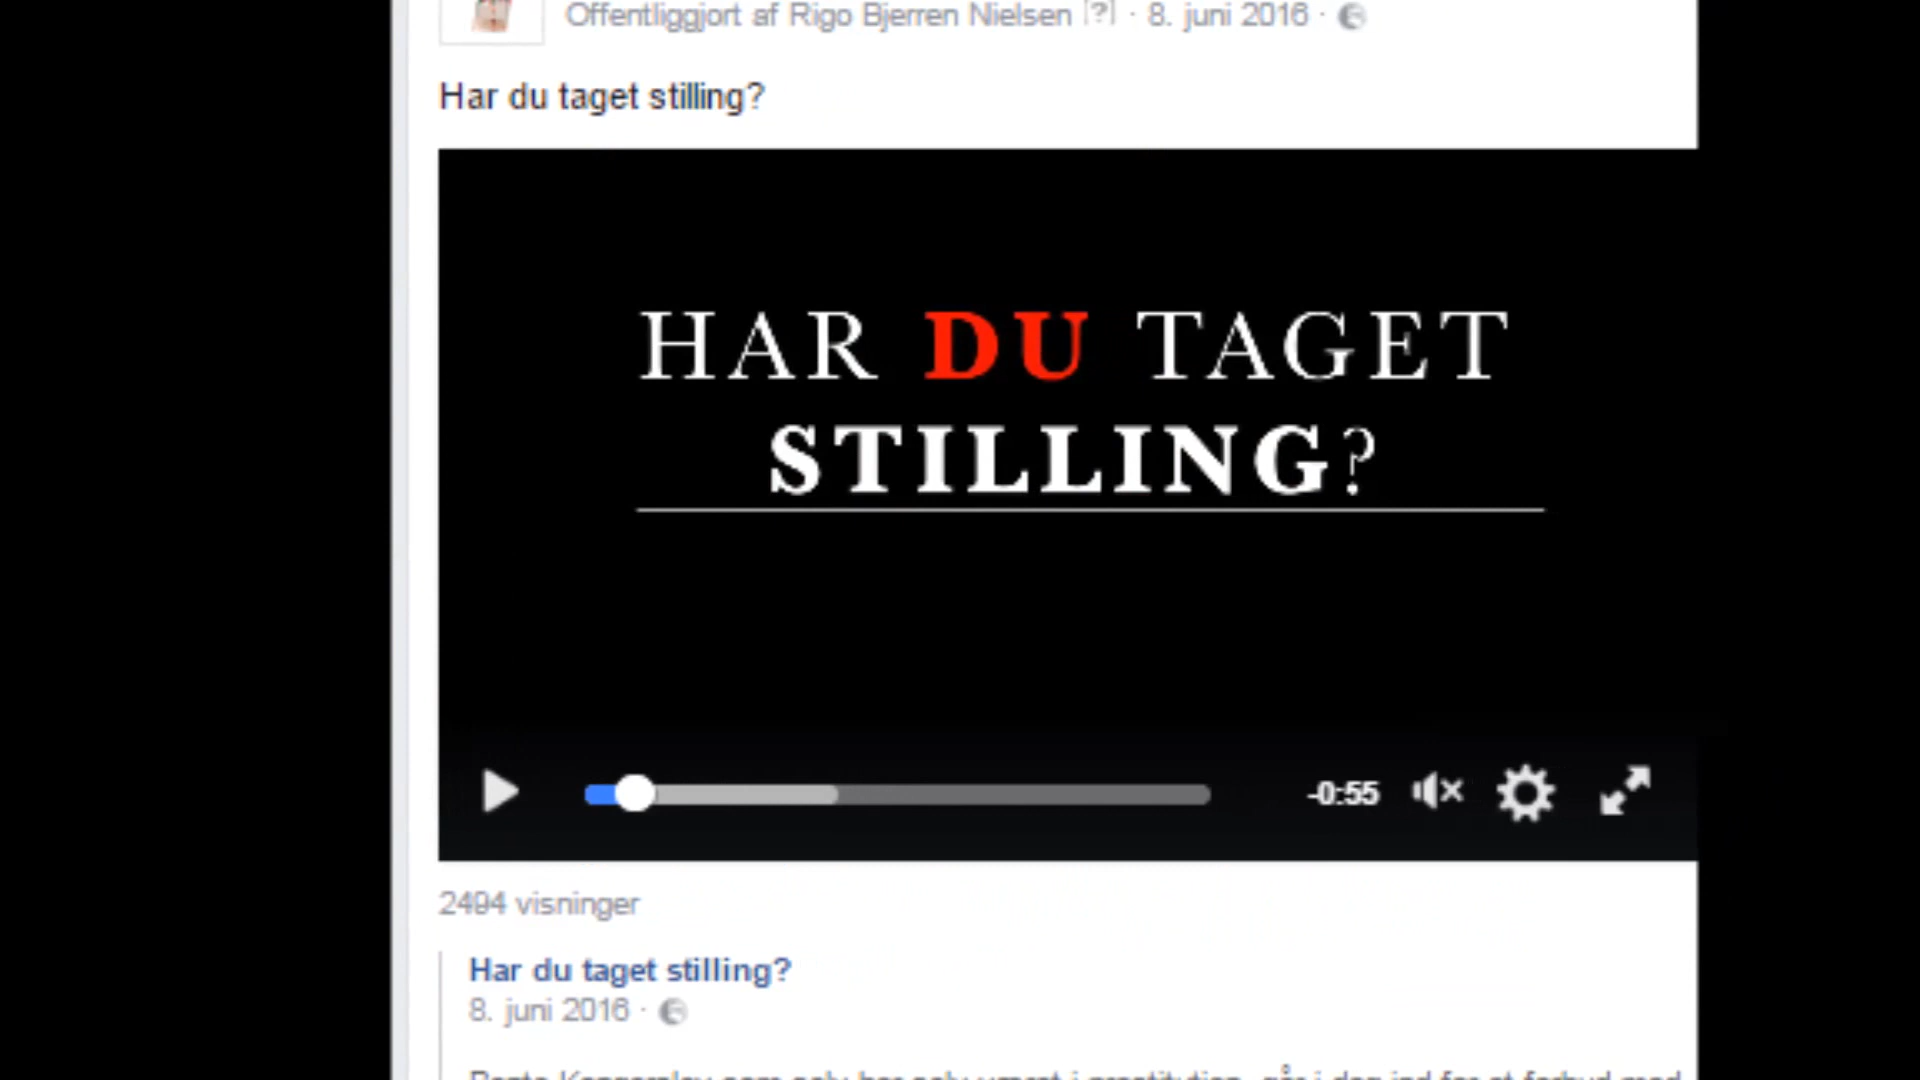 Offentliggjort af Rigo Bjerren Nielsen [?] · 8. juni 2016 ·
Har du taget stilling?
HAR DU TAGET
STILLING?
-0:55
2494 visninger
Har du taget stilling?
8. juni 2016 ·